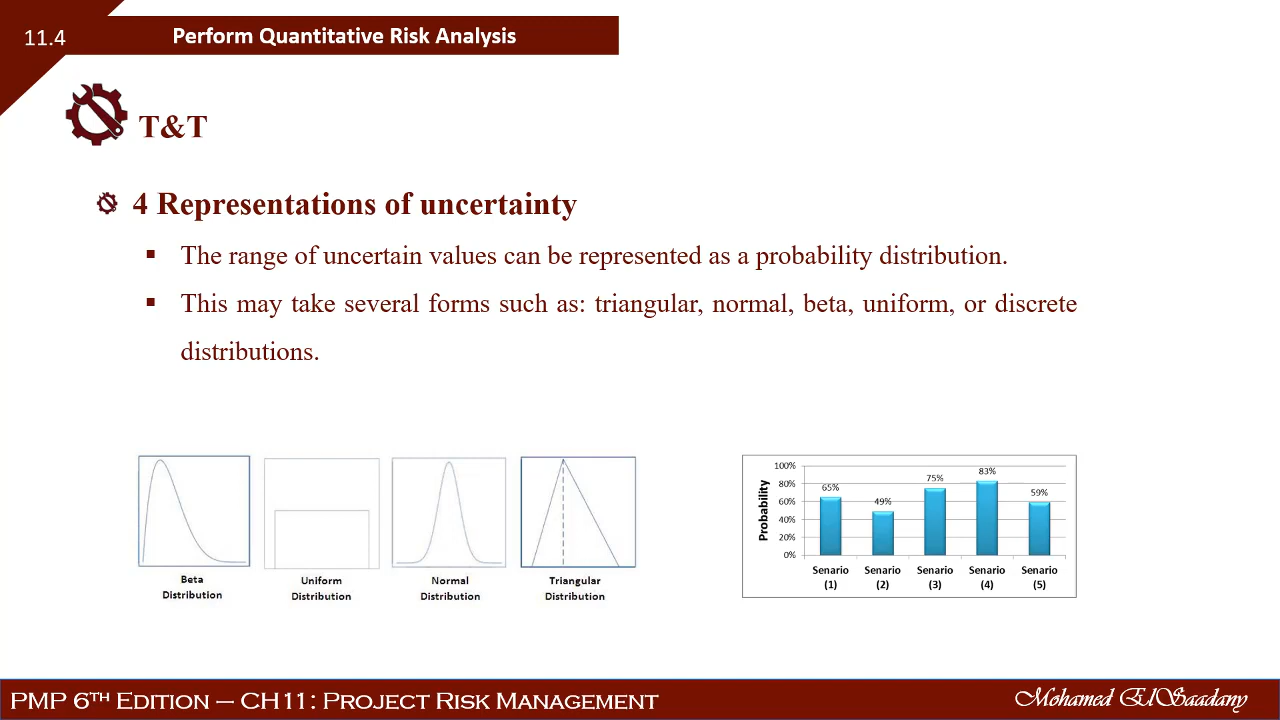 11.4
Perform Quantitative Risk Analysis
T&T
4 Representations of uncertainty
▪ The range of uncertain values can be represented as a probability distribution.
▪ This may take several forms such as: triangular, normal, beta, uniform, or discrete
distributions.
Beta
Distribution
Uniform
Distribution
Normal
Distribution
Triangular
Distribution
Probability
100%
80%
60%
40%
20%
0%
65%
49%
75%
83%
59%
Senario
(1)
Senario
(2)
Senario
(3)
Senario
(4)
Senario
(5)
PMP 6TH Edition – CH11: Project Risk Management
Mohamed ElSaadany